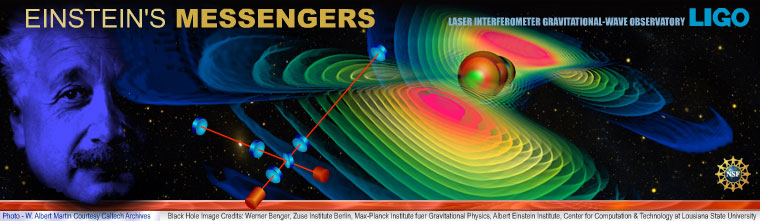 EINSTEIN'S MESSENGERS
LASER INTERFEROMETER GRAVITATIONAL-WAVE OBSERVATORY LIGO
NSF
Photo - W. Albert Martin Courtesy Caltech Archives
Black Hole Image Credits: Werner Benger, Zuse Institute Berlin, Max-Planck Institute fuer Gravitational Physics, Albert Einstein Institute, Center for Computation & Technology at Lousiana State University